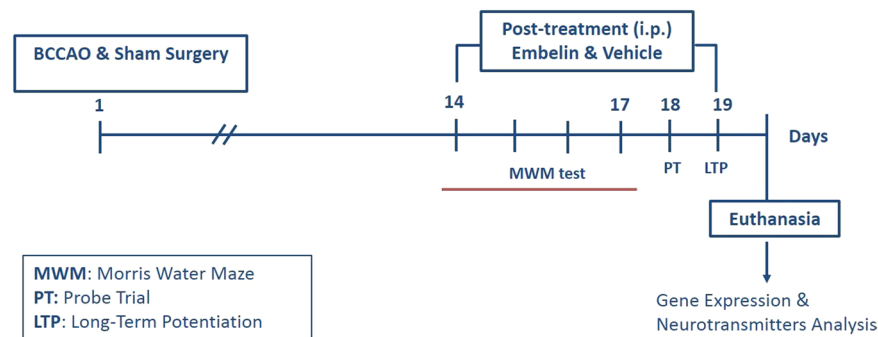 BCCAO & Sham Surgery
Post-treatment (i.p.)
Embelin & Vehicle
1
14
17
18
19
Days
MWM test
PT
LTP
Euthanasia
MWM: Morris Water Maze
PT: Probe Trial
LTP: Long-Term Potentiation
Gene Expression &
Neurotransmitters Analysis